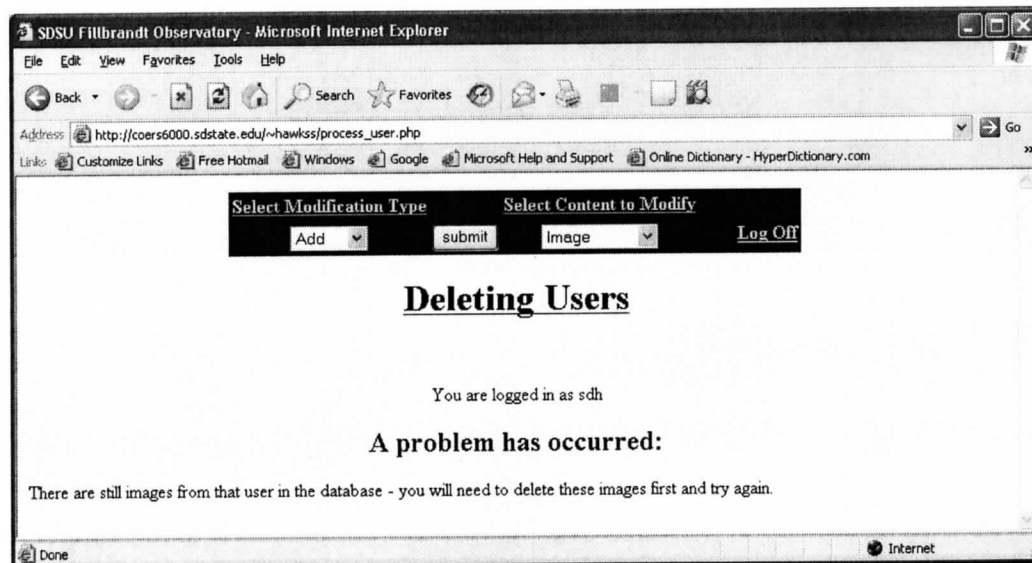 SDSU Fillbrandt Observatory - Microsoft Internet Explorer
File Edit View Favorites Tools Help
Back Search Favorites
Address http://coers6000.sdstate.edu/~hawkss/process_user.php Go
Links Customize Links Free Hotmail Windows Google Microsoft Help and Support Online Dictionary - HyperDictionary.com »
Select Modification Type Select Content to Modify
Add submit Image Log Off
Deleting Users
You are logged in as sdh
A problem has occurred:
There are still images from that user in the database - you will need to delete these images first and try again.
Done Internet